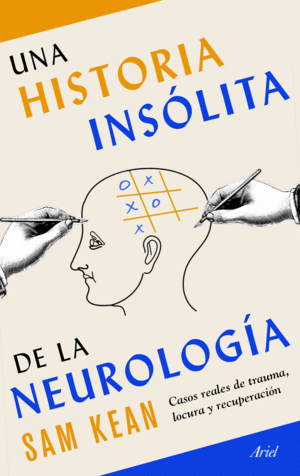 UNA
HISTORIA
INSÓLITA
DE LA
NEUROLOGÍA
SAM KEAN
Casos reales de trauma,
locura y recuperación
Ariel